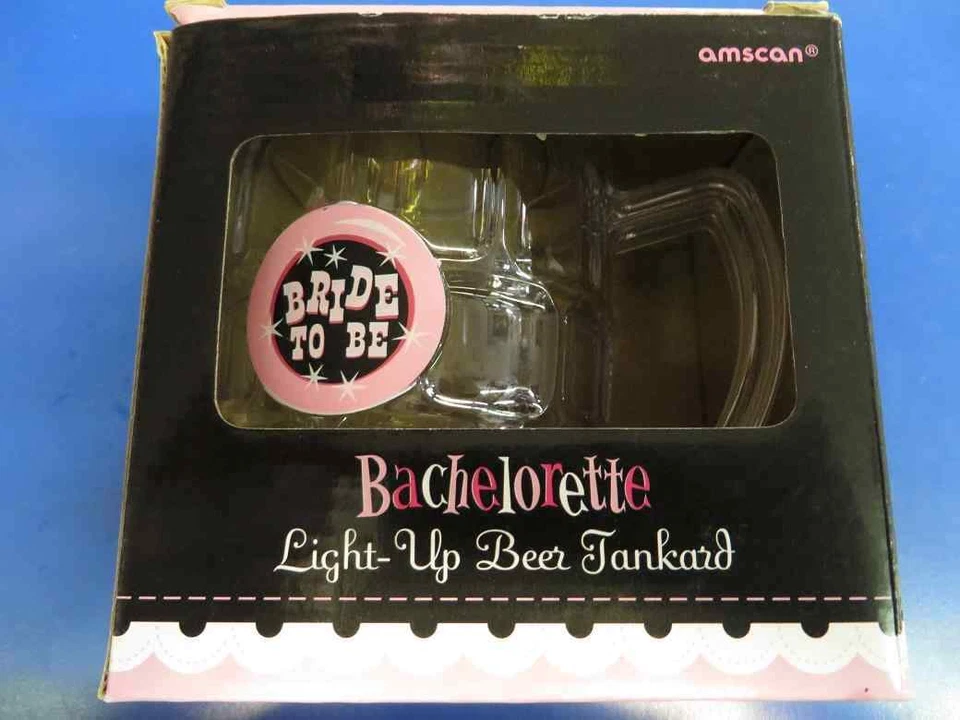 amscan®
BRIDE
TO BE
Bachelorette
Light-Up Beer Tankard